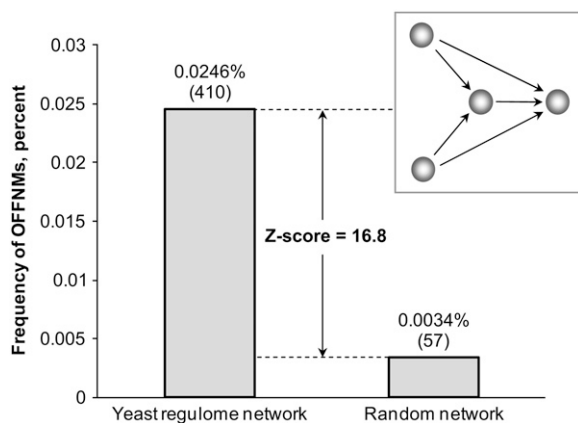 Frequency of OFFNMs, percent
0.03
0.025
0.02
0.015
0.01
0.005
0
0.0246%
(410)
Z-score = 16.8
0.0034%
(57)
Yeast regulome network
Random network